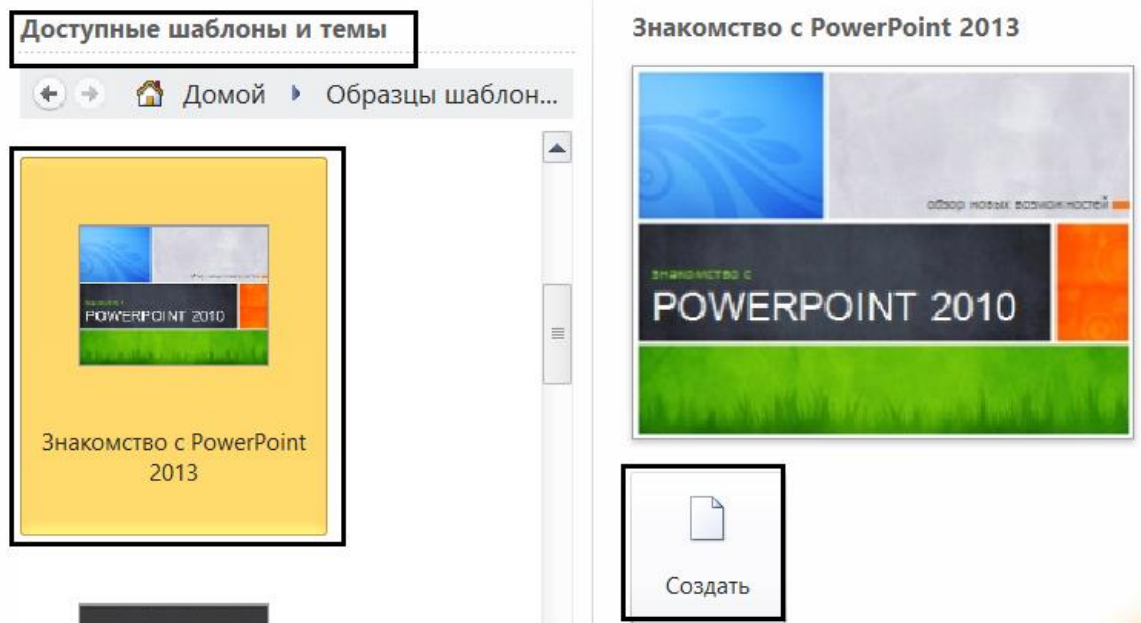 Доступные шаблоны и темы
Домой
Образцы шаблон...
POWERPOINT 2010
Знакомство с PowerPoint
2013
Знакомство с PowerPoint 2013
обзор новых возможностей
знакомство с
POWERPOINT 2010
Создать